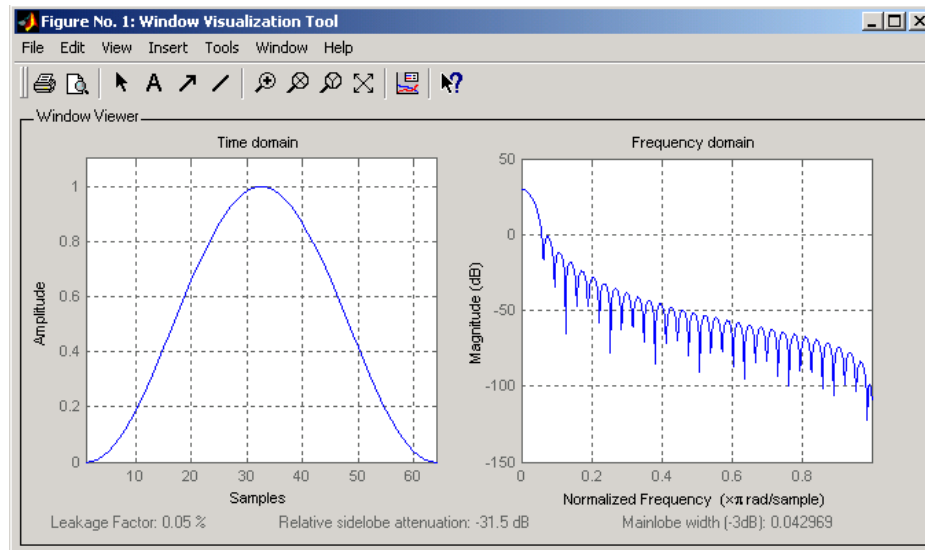 Figure No. 1: Window Visualization Tool
File Edit View Insert Tools Window Help
A
?
Window Viewer
Time domain
1
0.8
0.6
0.4
0.2
0
10 20 30 40 50 60
Amplitude
Samples
Frequency domain
50
0
-50
-100
-150
0 0.2 0.4 0.6 0.8
Magnitude (dB)
Normalized Frequency (×π rad/sample)
Leakage Factor: 0.05 % Relative sidelobe attenuation: -31.5 dB Mainlobe width (-3dB): 0.042969